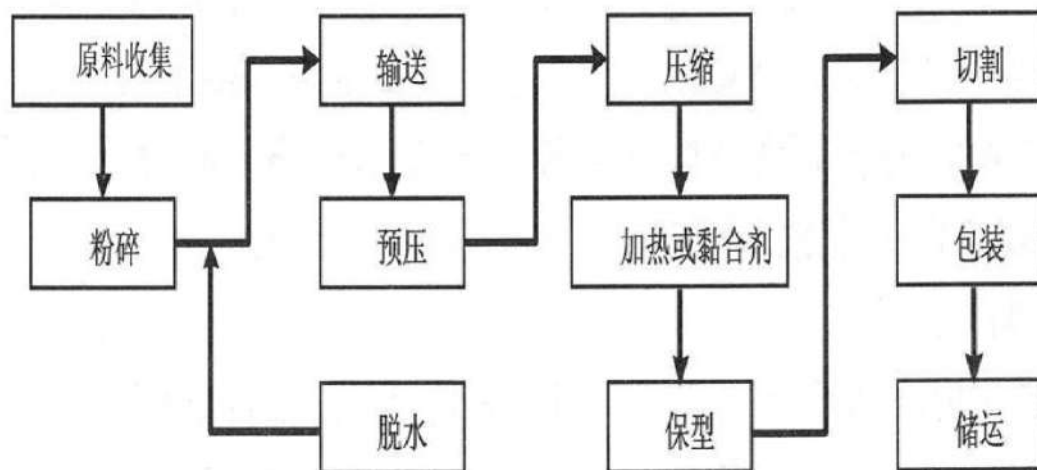 原料收集
粉碎
脱水
输送
预压
压缩
加热或黏合剂
保型
切割
包装
储运